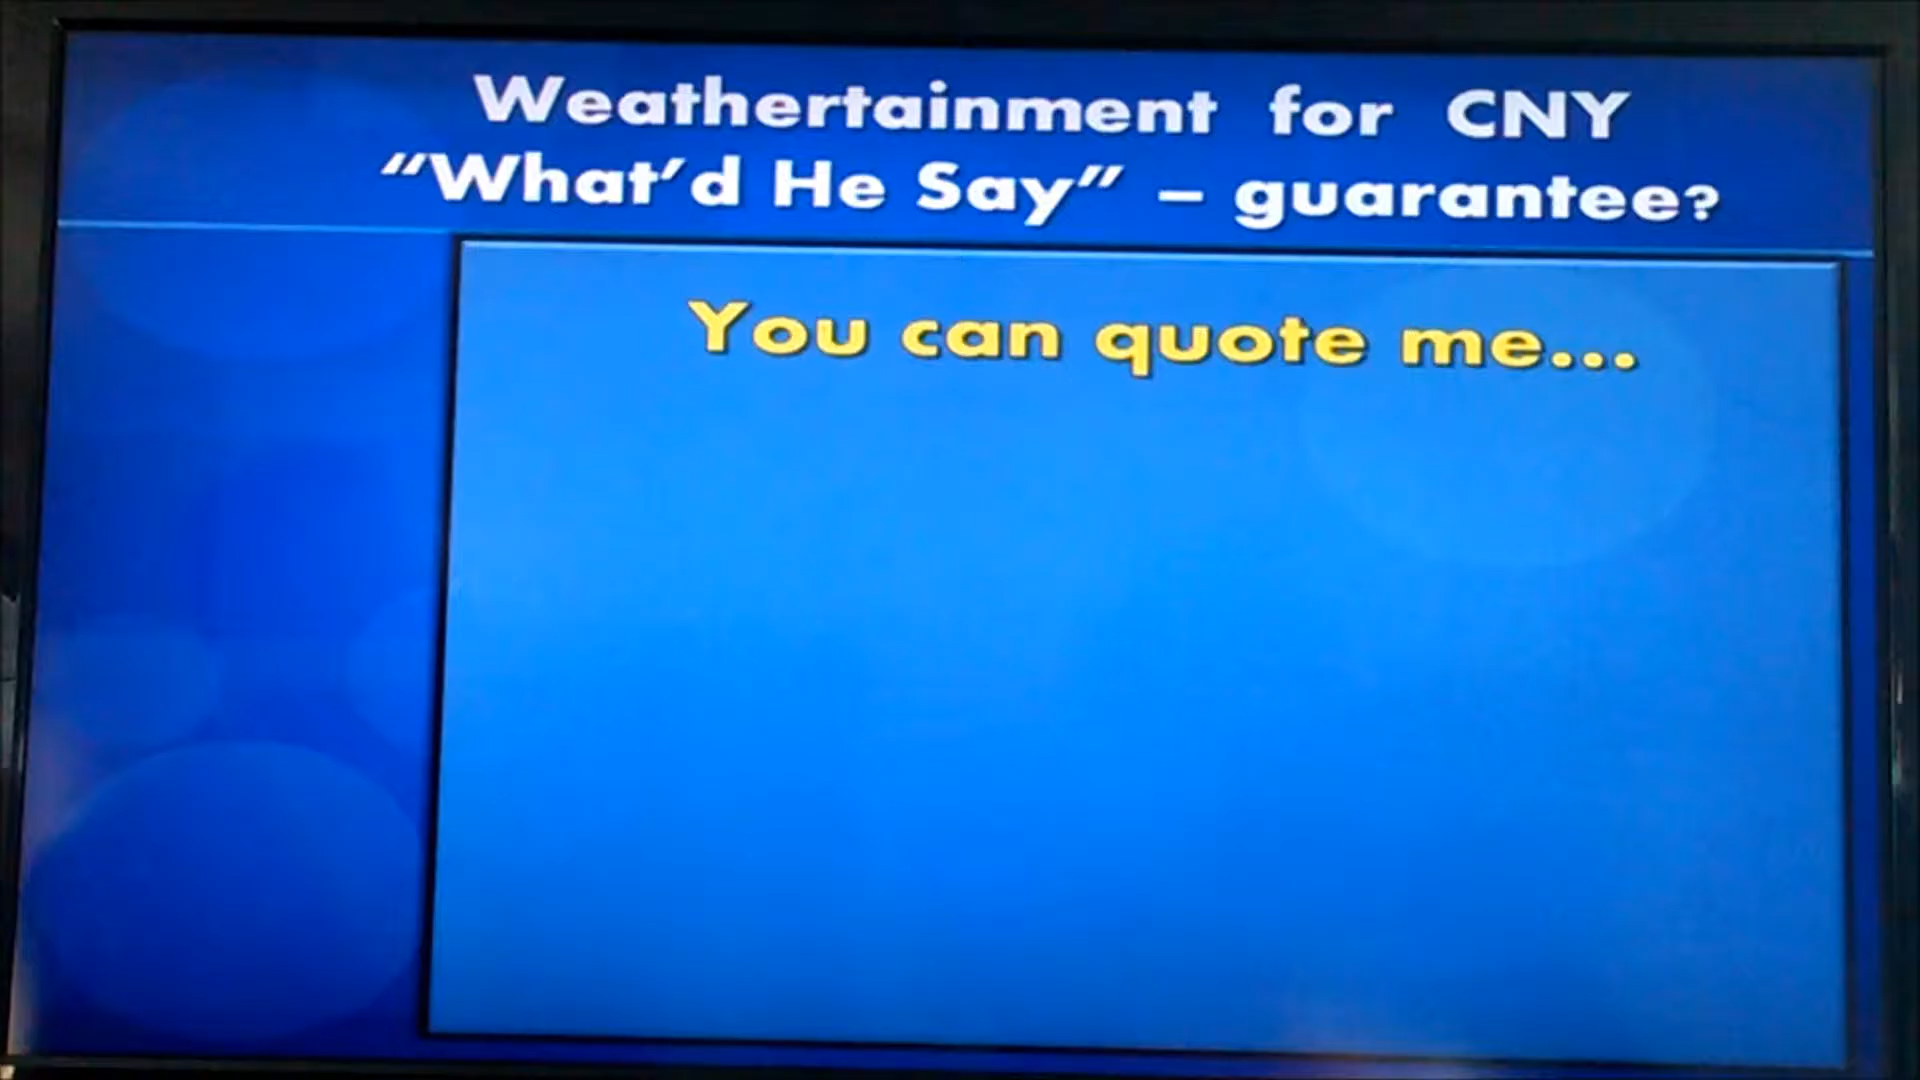 Weathertainment for CNY
“What’d He Say” – guarantee?
You can quote me...